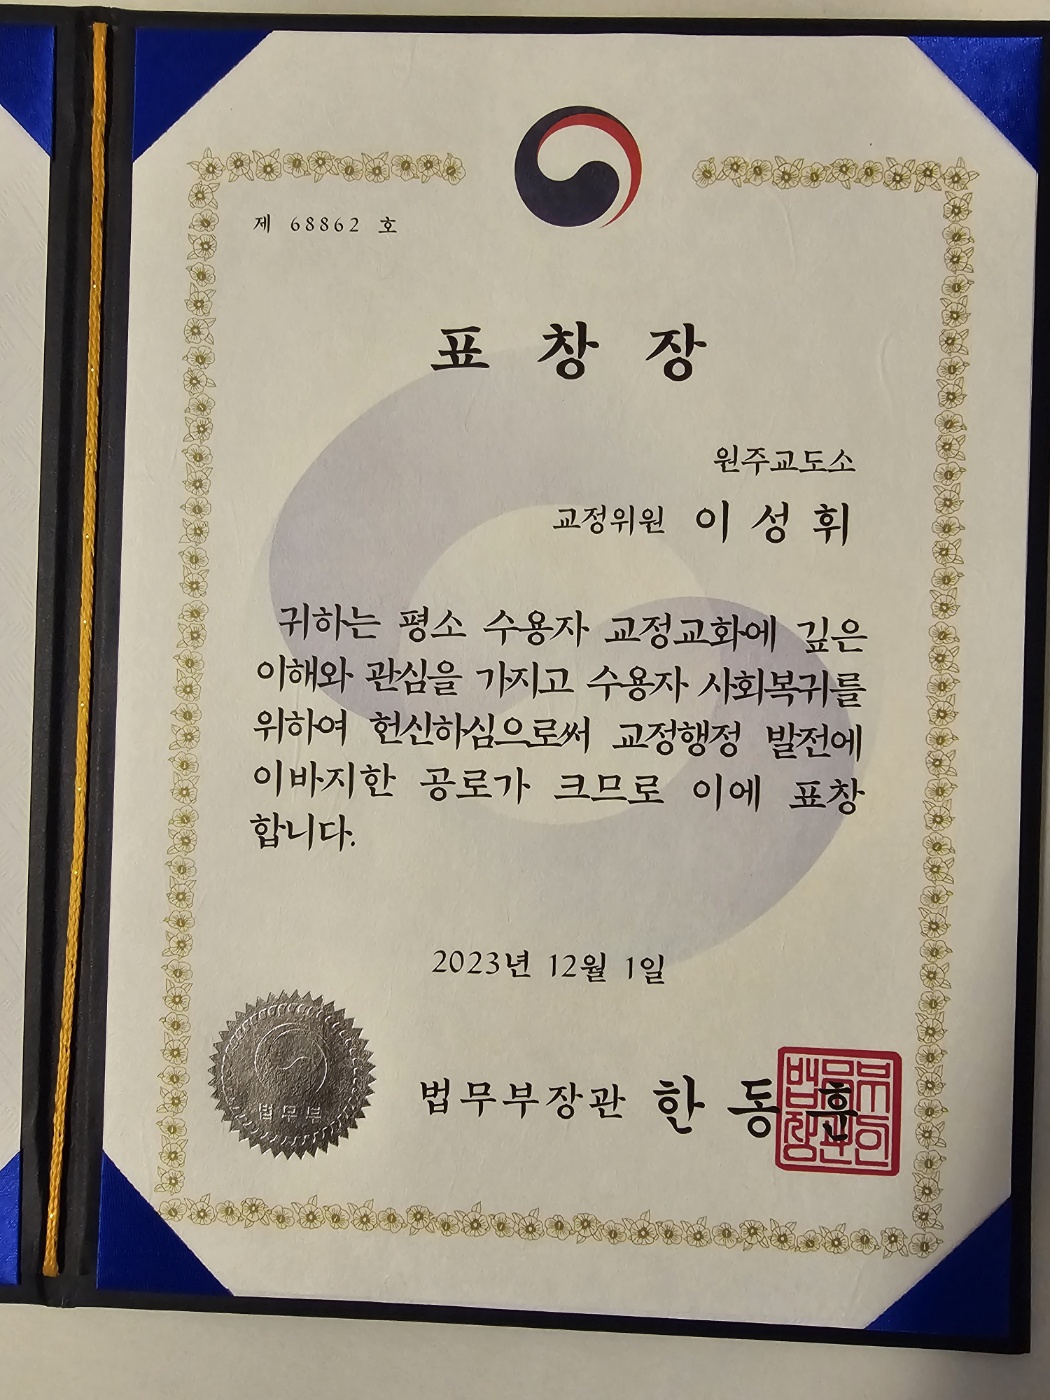 제 68862 호
표 창 장
원주교도소
교정위원 이 성 휘
귀하는 평소 수용자 교정교화에 깊은
이해와 관심을 가지고 수용자 사회복귀를
위하여 헌신하심으로써 교정행정 발전에
이바지한 공로가 크므로 이에 표창
합니다.
2023년 12월 1일
법무부
법무부장관 한 동 훈
법무부
장관의